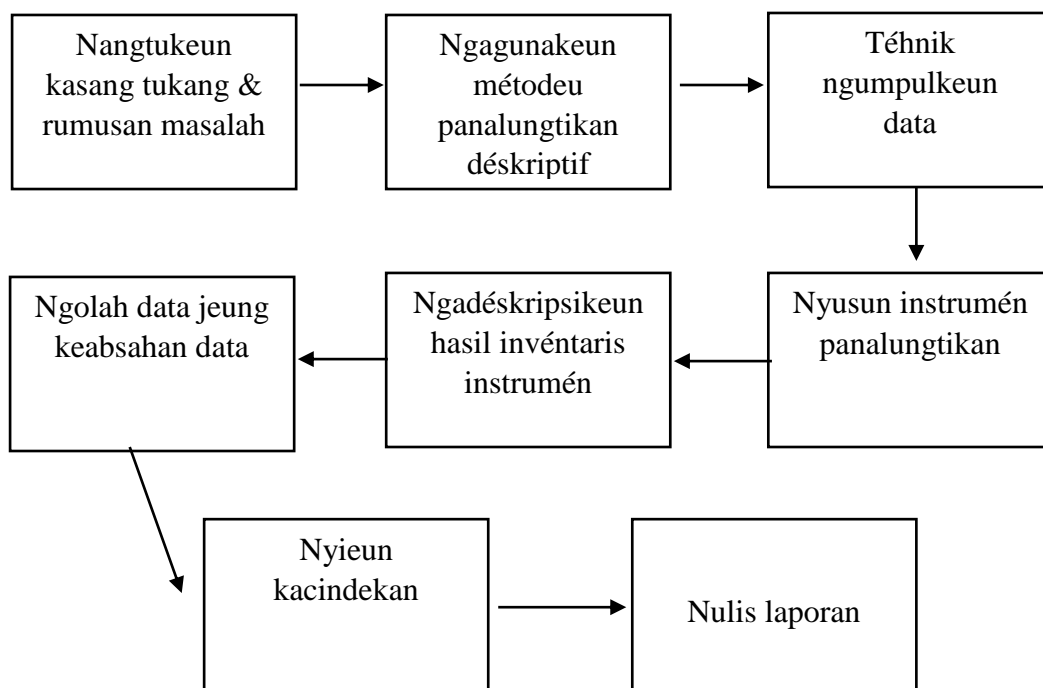 Nangtukeun
kasang tukang &
rumusan masalah
Ngagunakeun
métodeu
panalungtikan
déskriptif
Téhnik
ngumpulkeun
data
Nyusun instrumén
panalungtikan
Ngadéskripsikeun
hasil invéntaris
instrumén
Ngolah data jeung
keabsahan data
Nyieun
kacindekan
Nulis laporan